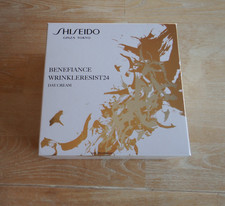 SHISEIDO
GINZA TOKYO
BENEFIANCE
WRINKLERESIST24
DAY CREAM